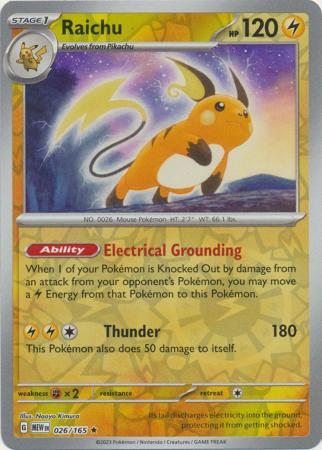 STAGE1
Raichu
HP 120
Evolves from Pikachu
NO. 0026 Mouse Pokémon HT: 2'7" WT: 66.1 lbs.
Ability Electrical Grounding
When 1 of your Pokémon is Knocked Out by damage from
an attack from your opponent's Pokémon, you may move
a Energy from that Pokémon to this Pokémon.
Thunder 180
This Pokémon also does 50 damage to itself.
weakness ×2 resistance retreat
Illus. Naoyo Kimura
G MEW EN 026/165 ★
Its tail discharges electricity into the ground,
protecting it from getting shocked.
©2023 Pokémon / Nintendo / Creatures / GAME FREAK